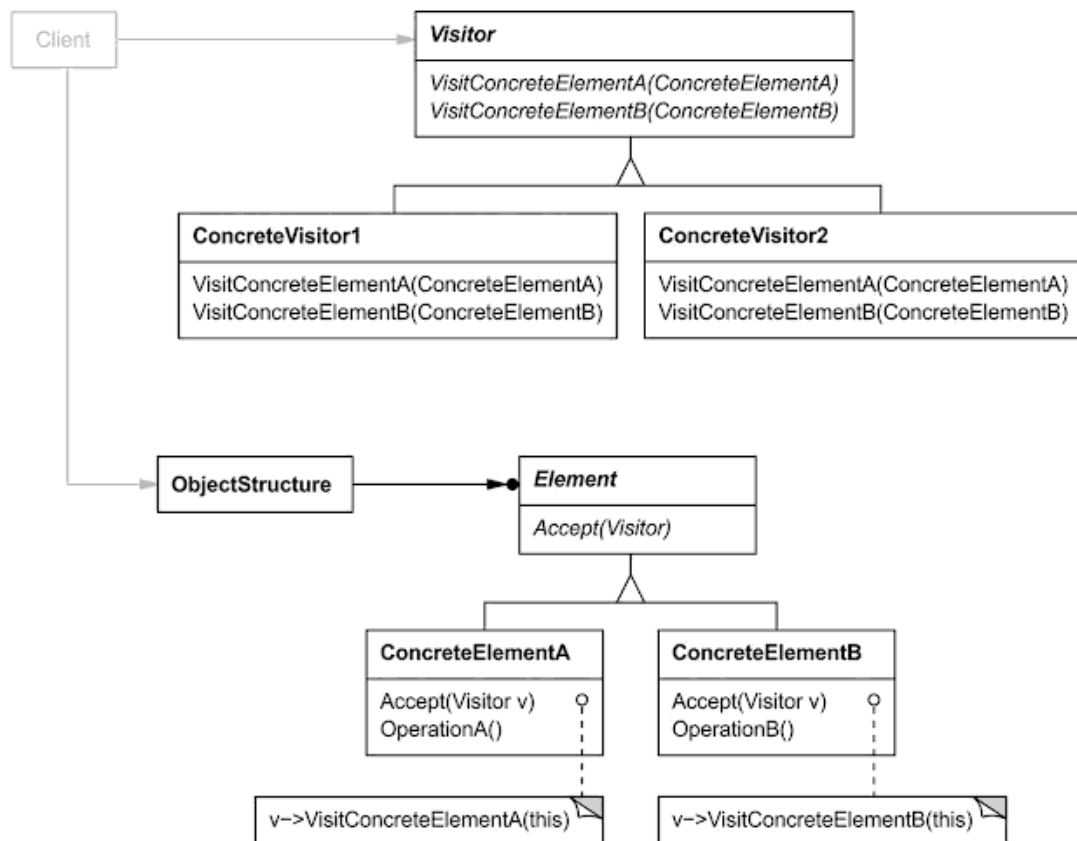 Client
Visitor
VisitConcreteElementA(ConcreteElementA)
VisitConcreteElementB(ConcreteElementB)
ConcreteVisitor1
VisitConcreteElementA(ConcreteElementA)
VisitConcreteElementB(ConcreteElementB)
ConcreteVisitor2
VisitConcreteElementA(ConcreteElementA)
VisitConcreteElementB(ConcreteElementB)
ObjectStructure
Element
Accept(Visitor)
ConcreteElementA
Accept(Visitor v)
OperationA()
ConcreteElementB
Accept(Visitor v)
OperationB()
v−>VisitConcreteElementA(this)
v−>VisitConcreteElementB(this)